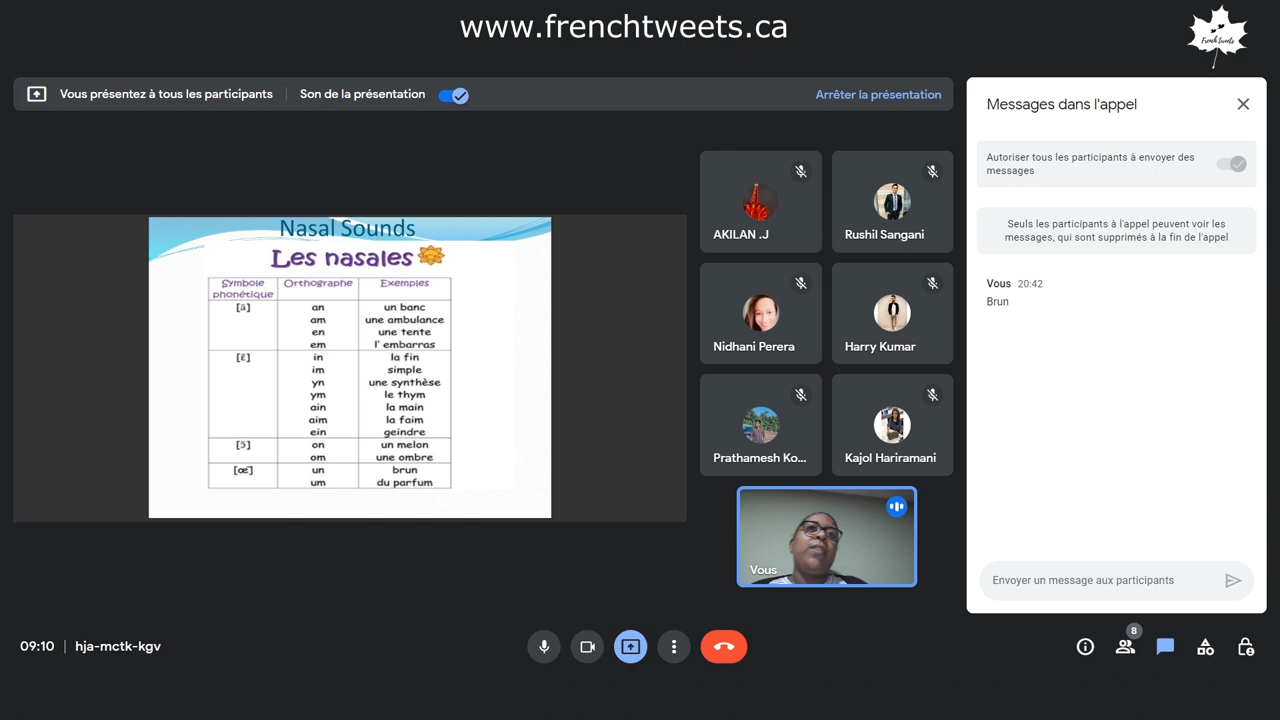 www.frenchtweets.ca
French tweets
Vous présentez à tous les participants
Son de la présentation
Arrêter la présentation
Nasal Sounds
Les nasales
Symbole phonétique Orthographe Exemples
[ã] an un banc
am une ambulance
en une tente
em l' embarras
[ɛ̃] in la fin
im simple
yn une synthèse
ym le thym
ain la main
aim la faim
ein geindre
[ɔ̃] on un melon
om une ombre
[œ̃] un brun
um du parfum
AKILAN .J
Rushil Sangani
Nidhani Perera
Harry Kumar
Prathamesh Ko...
Kajol Hariramani
Vous
Messages dans l'appel
Autoriser tous les participants à envoyer des
messages
Seuls les participants à l'appel peuvent voir les
messages, qui sont supprimés à la fin de l'appel
Vous 20:42
Brun
Envoyer un message aux participants
09:10 | hja-mctk-kgv
8